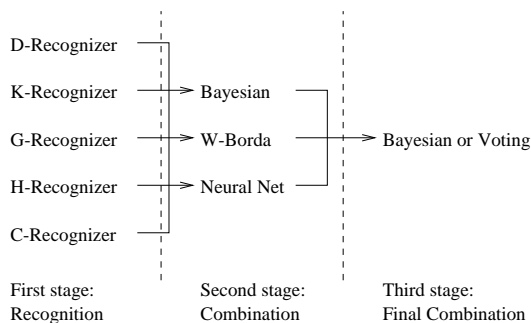 D-Recognizer
K-Recognizer
G-Recognizer
H-Recognizer
C-Recognizer
Bayesian
W-Borda
Neural Net
Bayesian or Voting
First stage:
Recognition
Second stage:
Combination
Third stage:
Final Combination